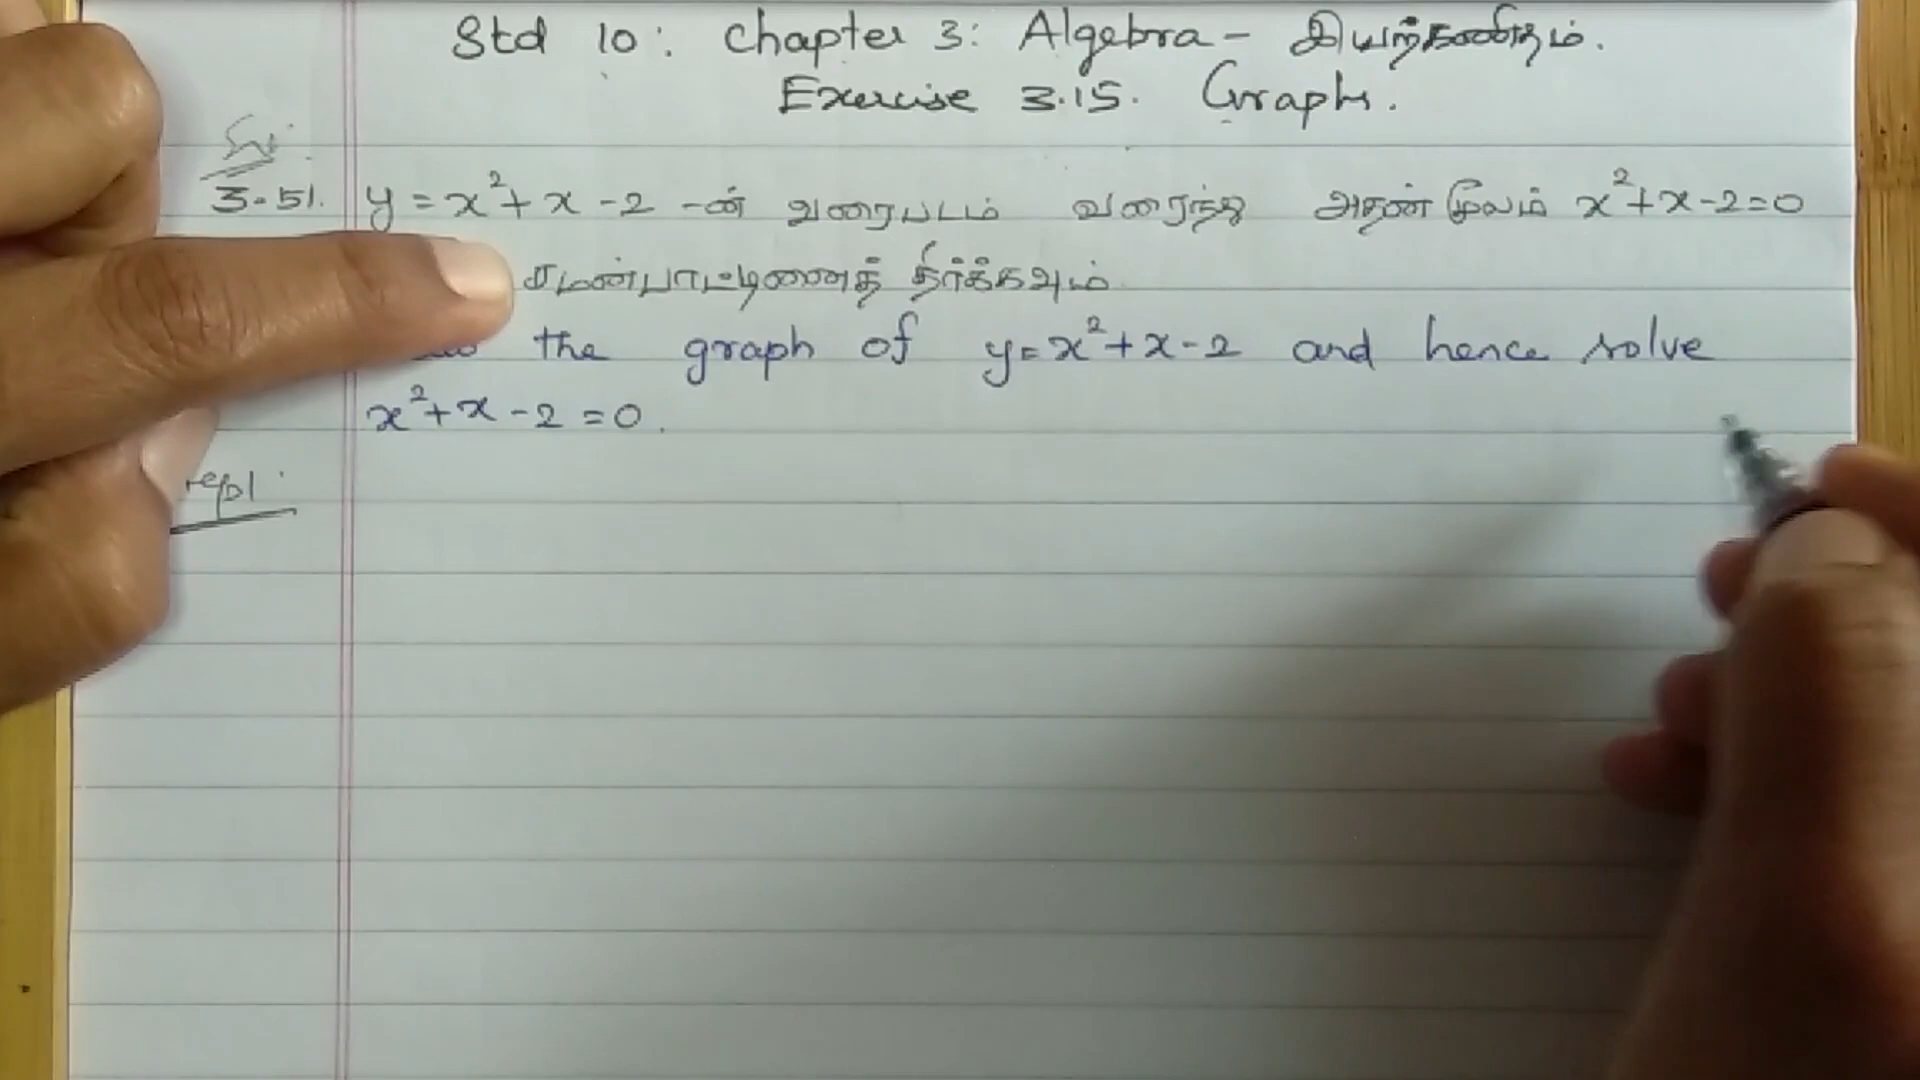 Std 10: Chapter 3: Algebra - இயற்கணிதம்.
Exercise 3.15. Graphs.
3.51. y = x²+ x - 2 -ன் வரைபடம் வரைந்து அதன் மூலம் x²+x-2=0
சமன்பாட்டினைத் தீர்க்கவும்.
the graph of y=x²+x-2 and hence solve
x²+x-2=0.